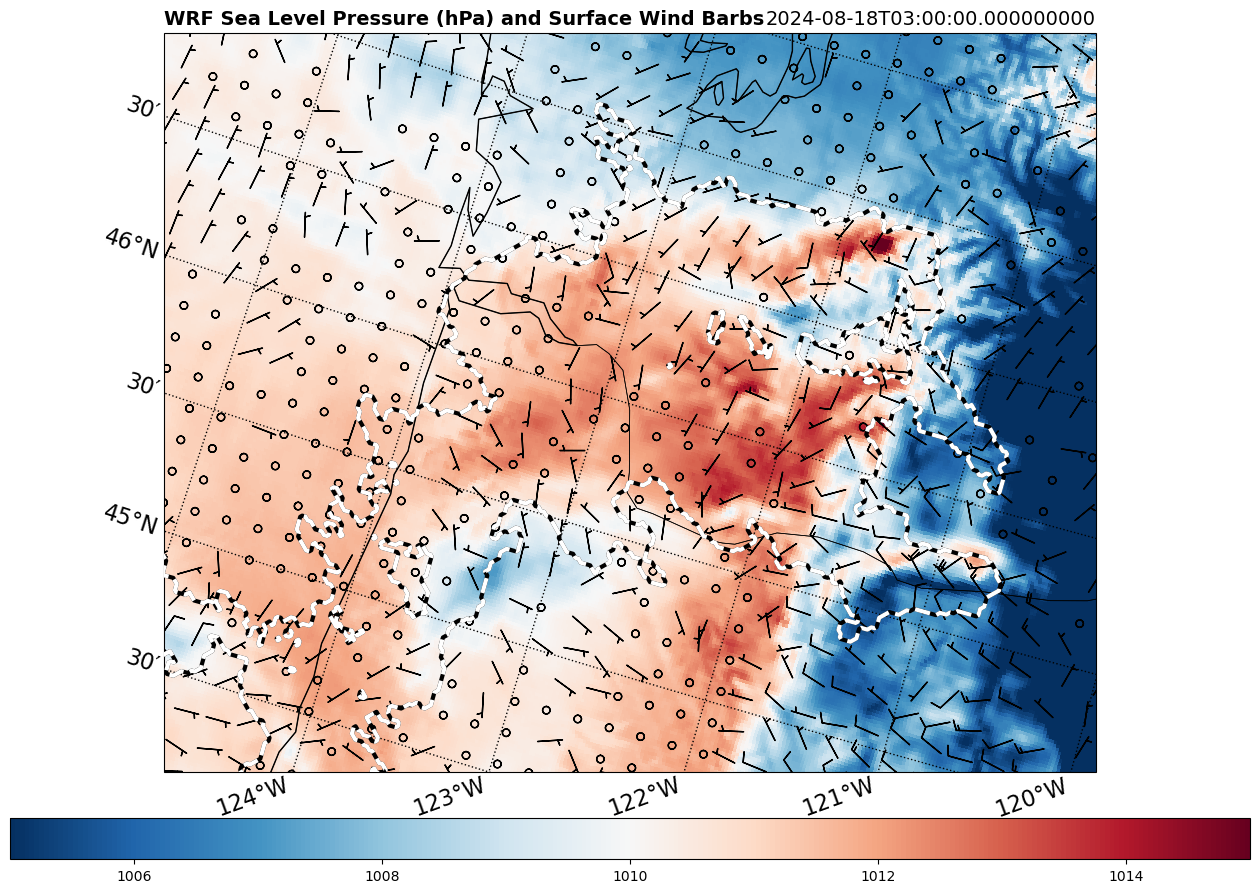 WRF Sea Level Pressure (hPa) and Surface Wind Barbs 2024-08-18T03:00:00.000000000
30′
46°N
30′
45°N
30′
124°W 123°W 122°W 121°W 120°W
1006 1008 1010 1012 1014